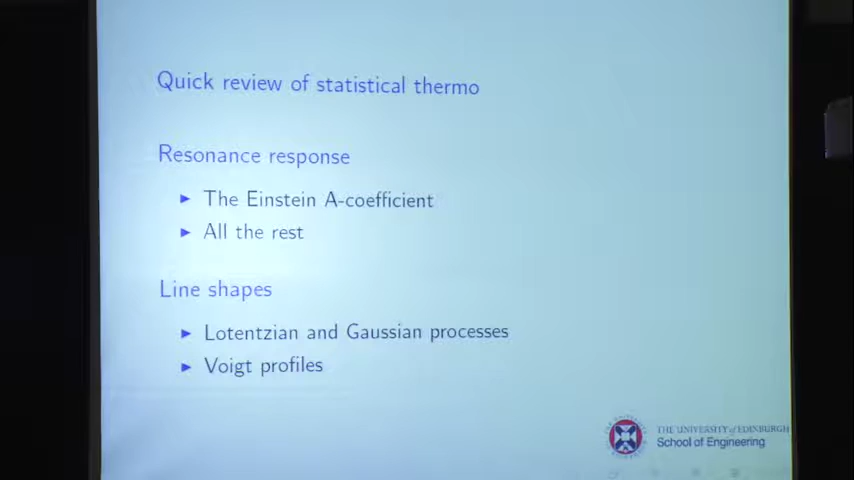 Quick review of statistical thermo
Resonance response
▶ The Einstein A-coefficient
▶ All the rest
Line shapes
▶ Lotentzian and Gaussian processes
▶ Voigt profiles
THE UNIVERSITY of EDINBURGH
School of Engineering